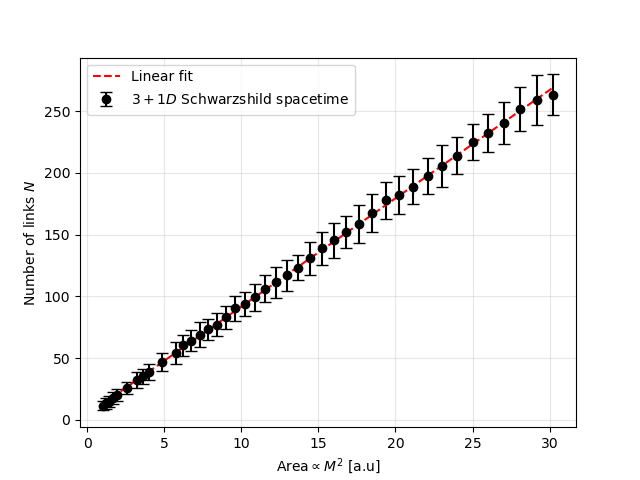 Linear fit
3 + 1D Schwarzshild spacetime
Number of links N
250
200
150
100
50
0
0 5 10 15 20 25 30
Area ∝ M² [a.u]